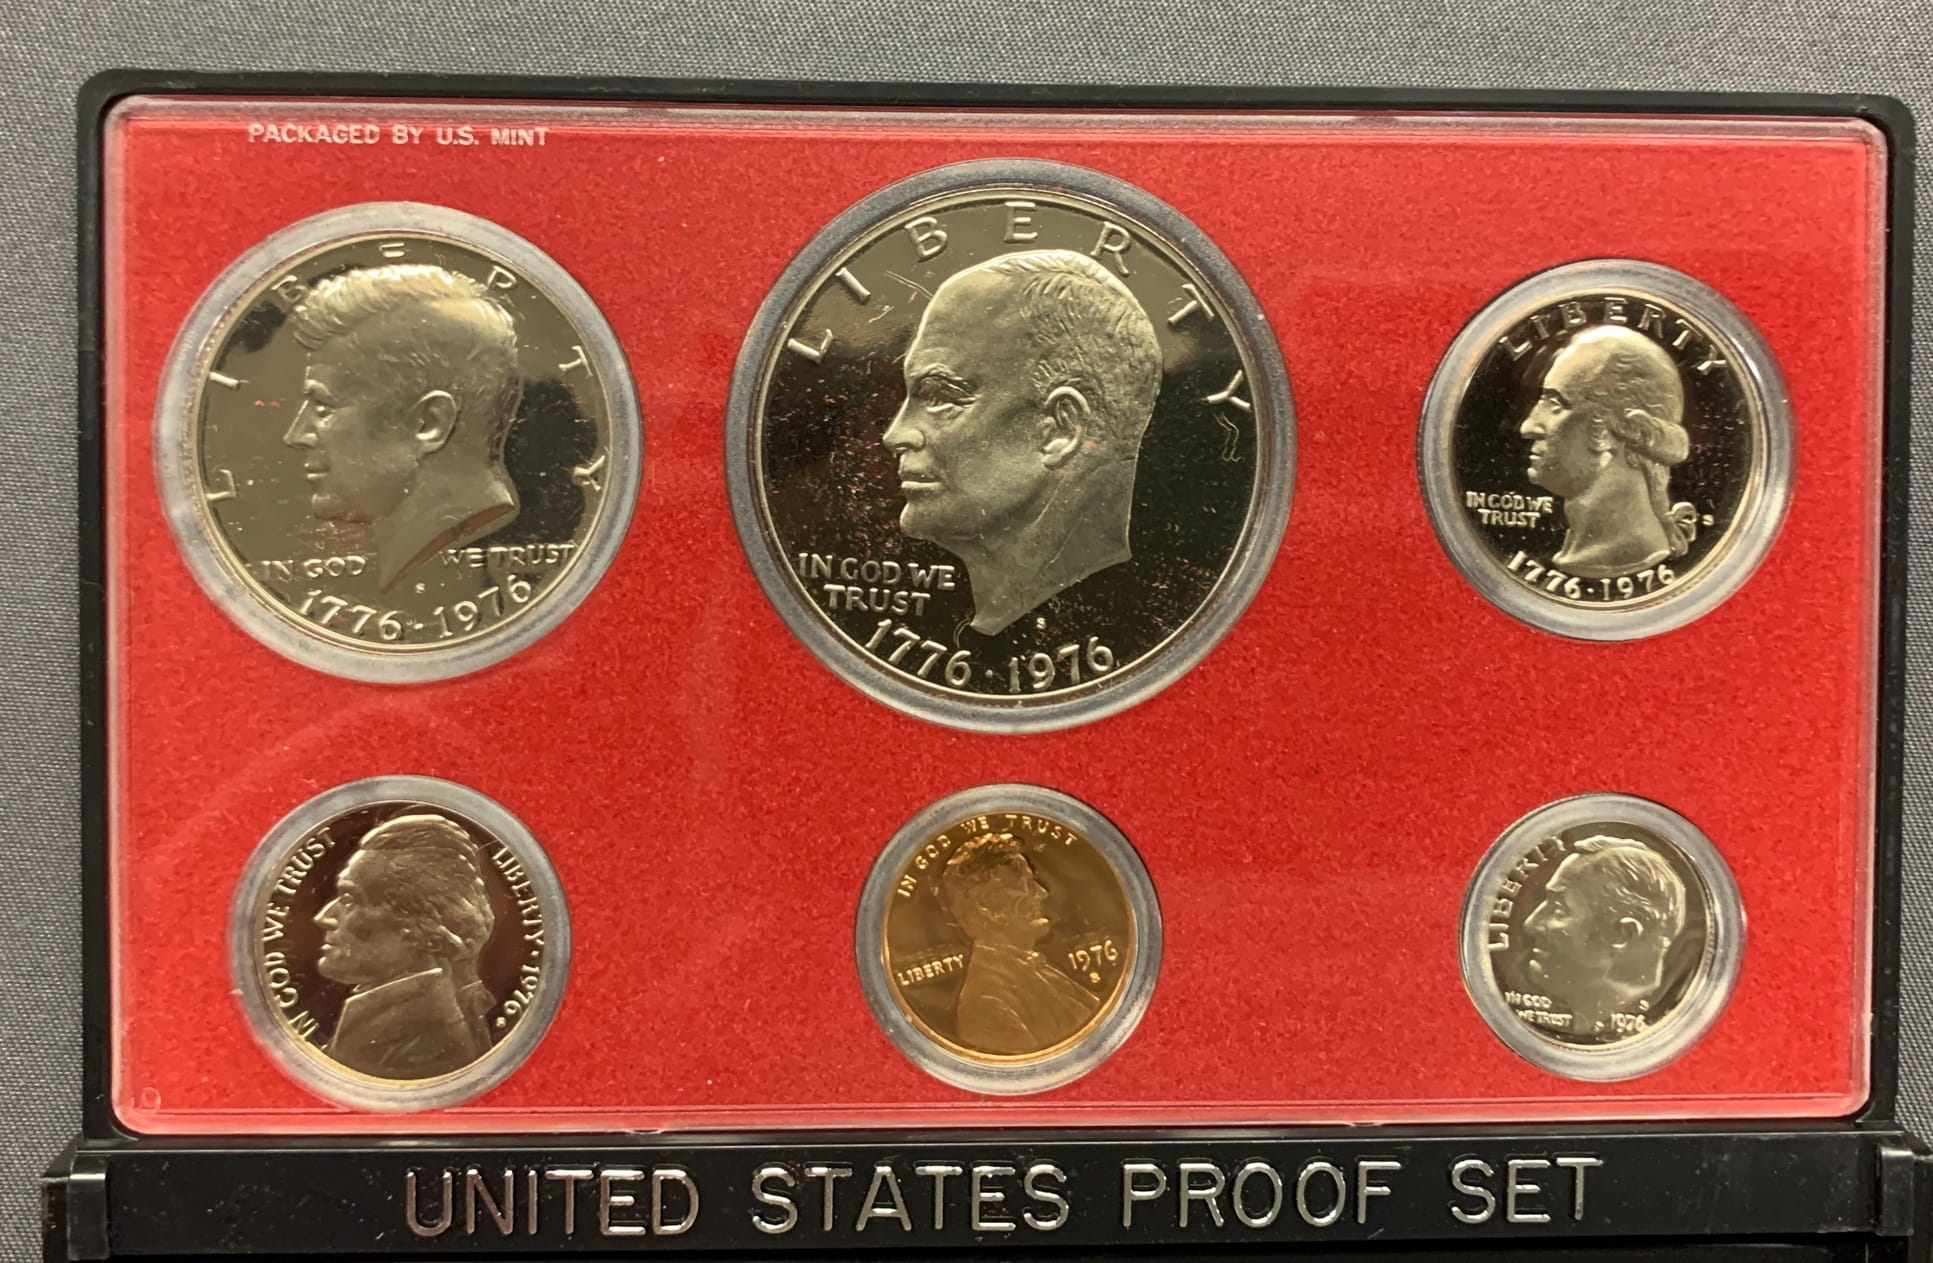 PACKAGED BY U.S. MINT
LIBERTY
IN GOD WE TRUST
S
1776·1976
LIBERTY
IN GOD WE
TRUST
S
1776·1976
LIBERTY
IN GOD WE
TRUST
S
1776·1976
IN GOD WE TRUST
LIBERTY·1976
IN GOD WE TRUST
LIBERTY
1976
S
LIBERTY
IN GOD
WE TRUST
S
1976
UNITED STATES PROOF SET